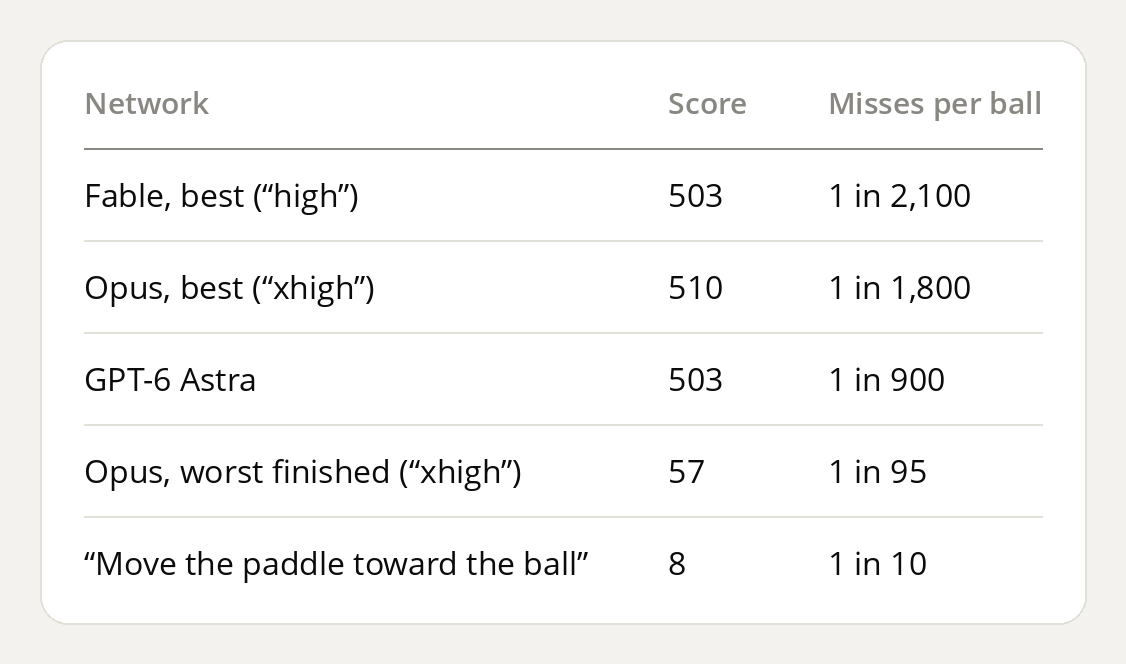 Network Score Misses per ball
Fable, best (“high”) 503 1 in 2,100
Opus, best (“xhigh”) 510 1 in 1,800
GPT-6 Astra 503 1 in 900
Opus, worst finished (“xhigh”) 57 1 in 95
“Move the paddle toward the ball” 8 1 in 10